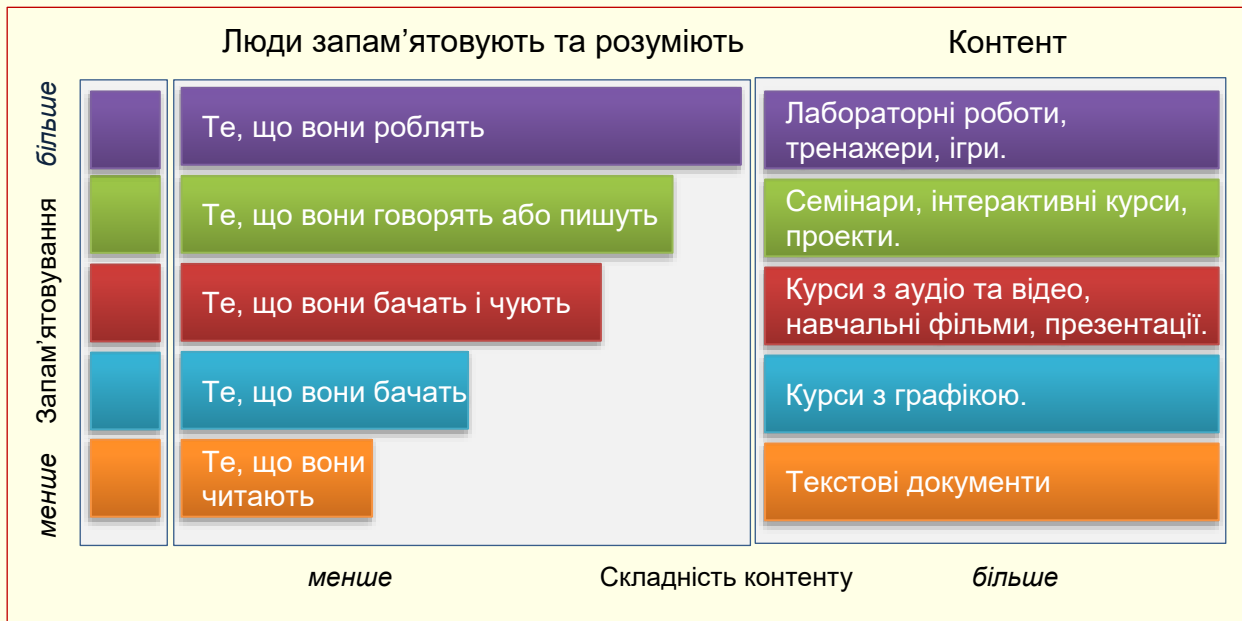 Люди запам’ятовують та розуміють
Контент
більше
Запам’ятовування
менше
Те, що вони роблять
Лабораторні роботи,
тренажери, ігри.
Те, що вони говорять або пишуть
Семінари, інтерактивні курси,
проекти.
Те, що вони бачать і чують
Курси з аудіо та відео,
навчальні фільми, презентації.
Те, що вони бачать
Курси з графікою.
Те, що вони
читають
Текстові документи
менше
Складність контенту
більше